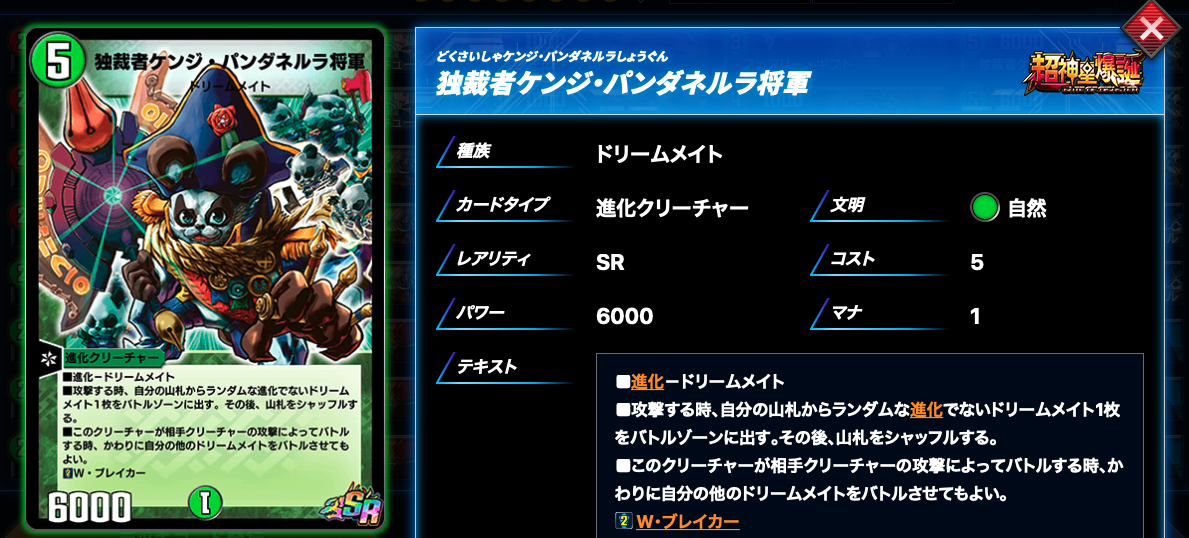 5
独裁者ケンジ・パンダネルラ将軍
ドリームメイト
進化クリーチャー
■進化－ドリームメイト
■攻撃する時、自分の山札からランダムな進化でないドリーム
メイト1枚をバトルゾーンに出す。その後、山札をシャッフルす
る。
■このクリーチャーが相手クリーチャーの攻撃によってバトル
する時、かわりに自分の他のドリームメイトをバトルさせても
よい。
2 W・ブレイカー
6000
1
SR
どくさいしゃケンジ・パンダネルラしょうぐん
独裁者ケンジ・パンダネルラ将軍
超神星爆誕
種族
ドリームメイト
カードタイプ
進化クリーチャー
文明
自然
レアリティ
SR
コスト
5
パワー
6000
マナ
1
テキスト
■進化－ドリームメイト
■攻撃する時、自分の山札からランダムな進化でないドリームメイト1枚
をバトルゾーンに出す。その後、山札をシャッフルする。
■このクリーチャーが相手クリーチャーの攻撃によってバトルする時、か
わりに自分の他のドリームメイトをバトルさせてもよい。
2 W・ブレイカー